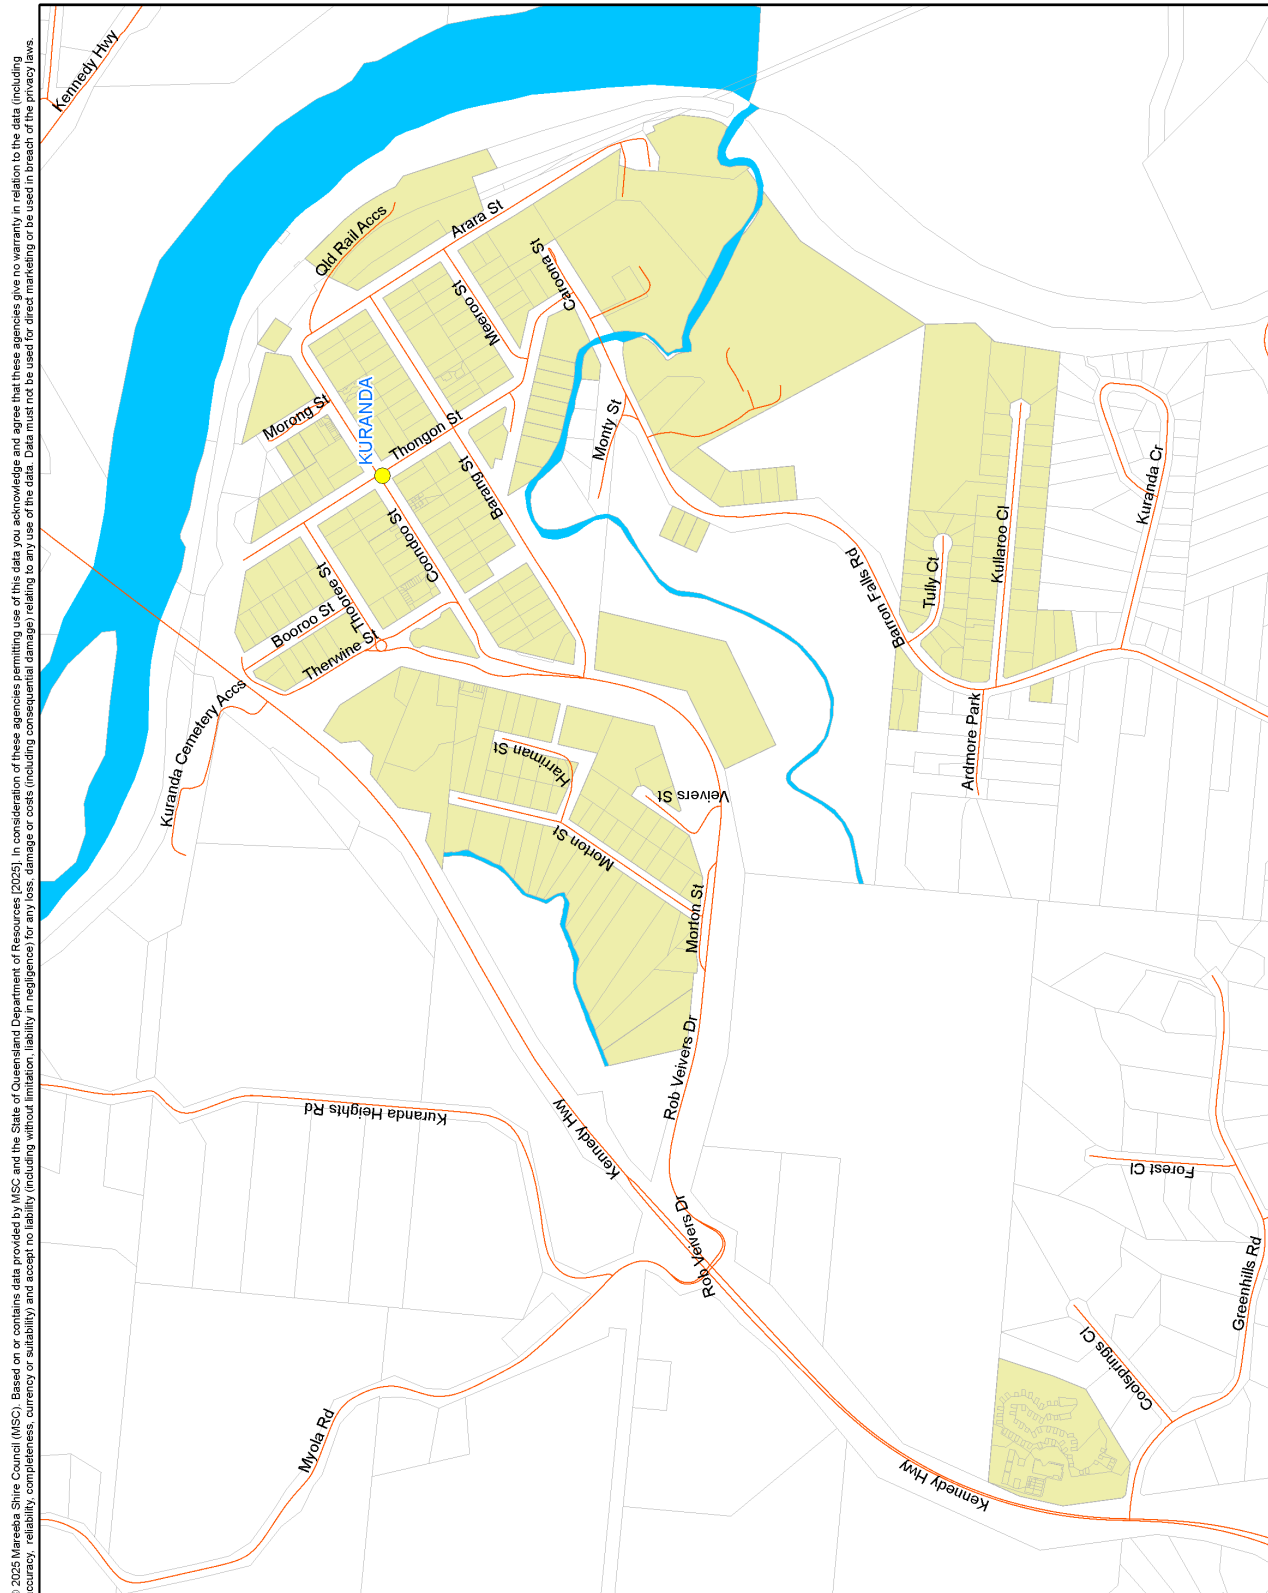 © 2025 Mareeba Shire Council (MSC). Based on or contains data provided by MSC and the State of Queensland Department of Resources [2025]. In consideration of these agencies permitting use of this data you acknowledge and agree that these agencies give no warranty in relation to the data (including
accuracy, reliability, completeness, currency or suitability) and accept no liability (including without limitation, liability in negligence) for any loss, damage or costs (including consequential damage) relating to any use of the data. Data must not be used for direct marketing or be used in breach of the privacy laws.
Kennedy Hwy
Qld Rail Accs
Arara St
Caroona St
Meeroo St
Morong St
KURANDA
Thongon St
Monty St
Barang St
Coondoo St
Kuranda Cr
Kullaroo Cl
Tully Ct
Barron Falls Rd
Thooree St
Booroo St
Therwine St
Kuranda Cemetery Accs
Ardmore Park
Harriman St
Veivers St
Morton St
Morton St
Rob Veivers Dr
Kuranda Heights Rd
Kennedy Hwy
Forest Cl
Rob Veivers Dr
Greenhills Rd
Coolsprings Cl
Myola Rd
Kennedy Hwy